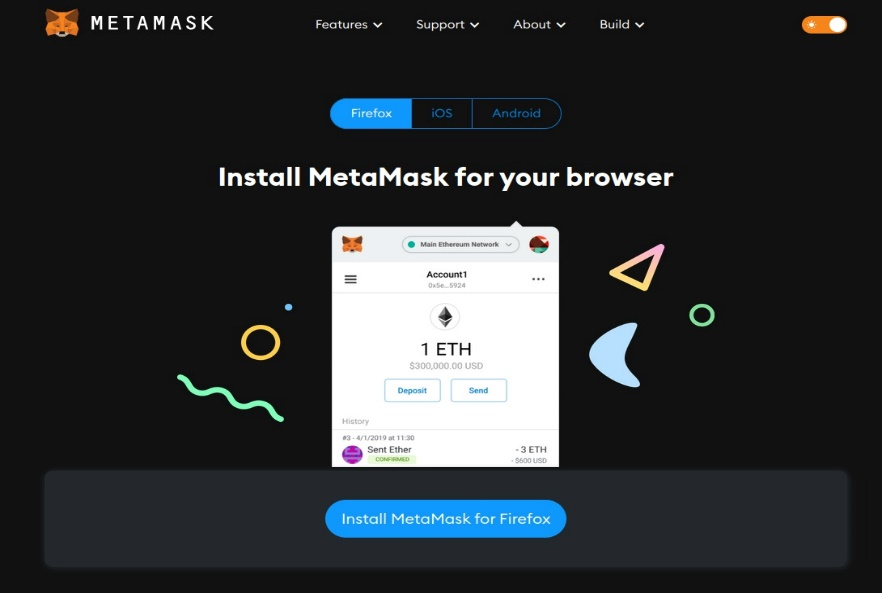 METAMASK
Features
Support
About
Build
Firefox
iOS
Android
Install MetaMask for your browser
Main Ethereum Network
Account1
0x5e...5924
1 ETH
$300,000.00 USD
Deposit
Send
History
#3 - 4/1/2019 at 11:30
Sent Ether
- 3 ETH
CONFIRMED
- $600 USD
Install MetaMask for Firefox